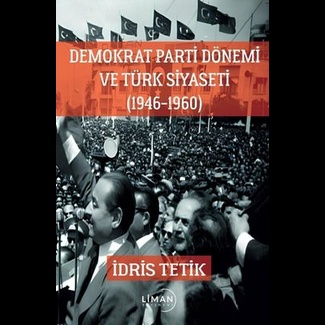 DEMOKRAT PARTİ DÖNEMİ
VE TÜRK SİYASETİ
(1946-1960)
İDRİS TETİK
LİMAN